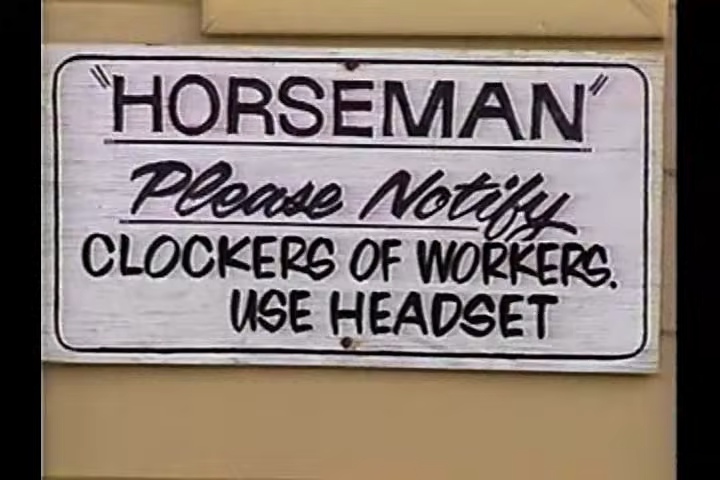 "HORSEMAN"
Please Notify
CLOCKERS OF WORKERS.
USE HEADSET